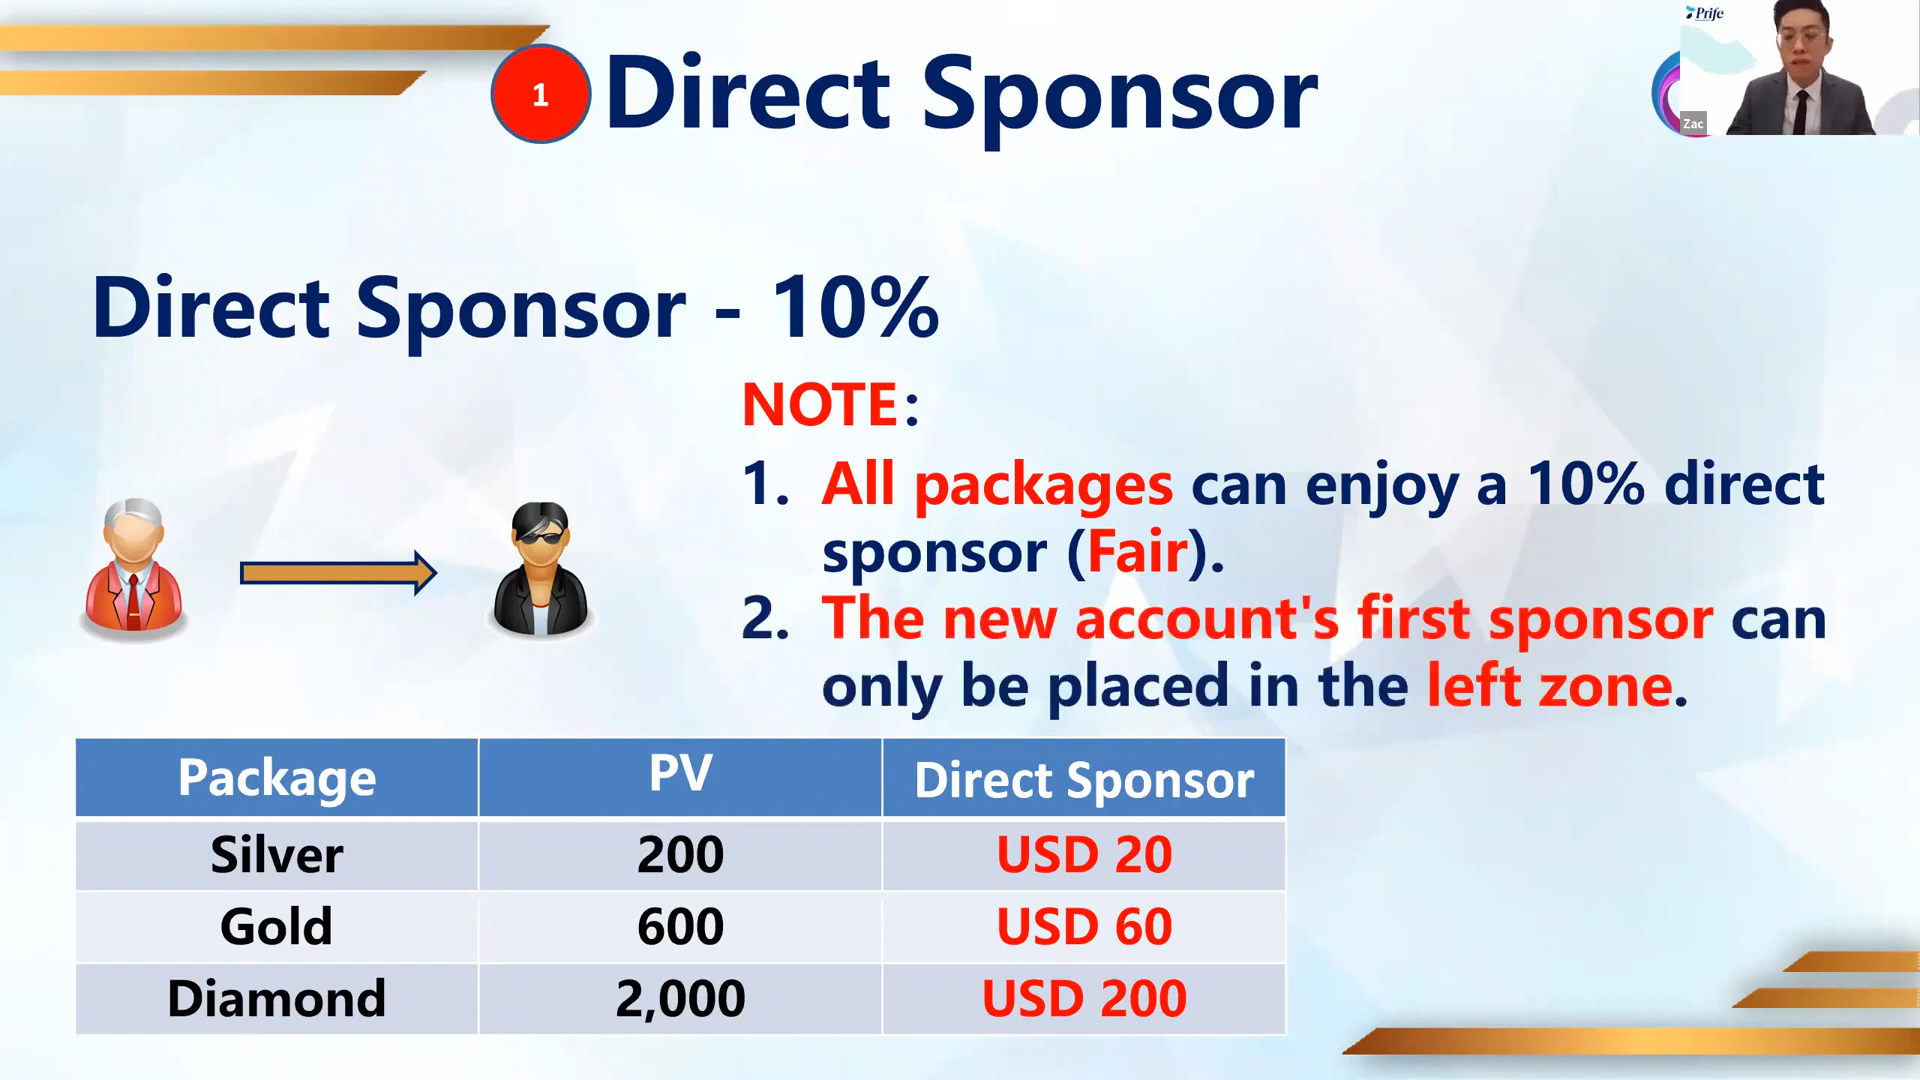 1 Direct Sponsor
Prife
Zac
Direct Sponsor - 10%
NOTE:
1. All packages can enjoy a 10% direct
sponsor (Fair).
2. The new account's first sponsor can
only be placed in the left zone.
Package PV Direct Sponsor
Silver 200 USD 20
Gold 600 USD 60
Diamond 2,000 USD 200